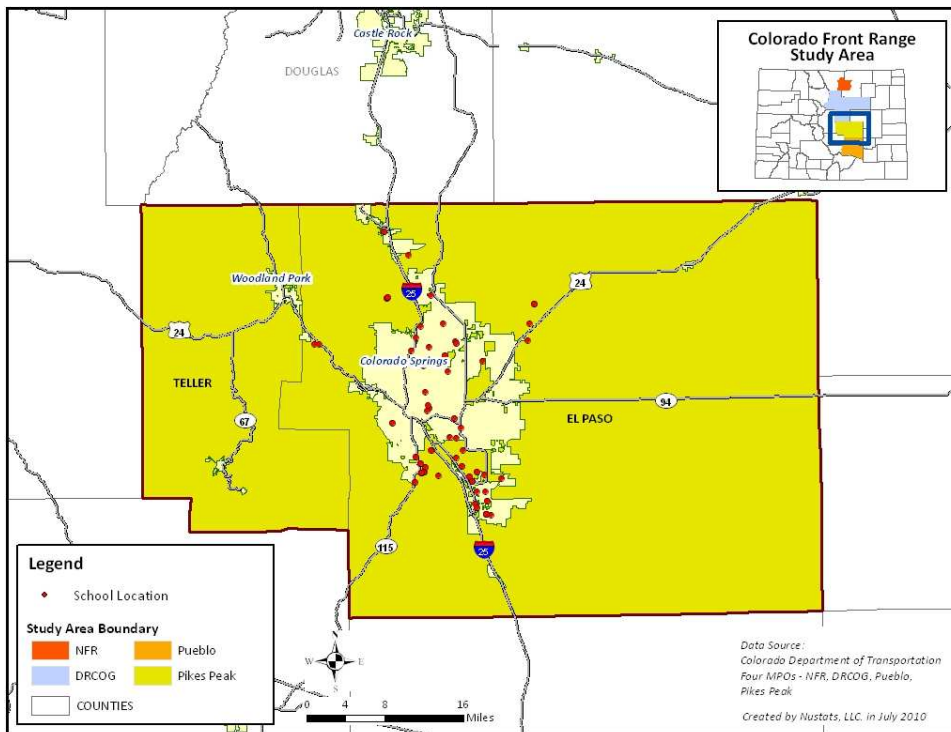 Castle Rock
DOUGLAS
Colorado Front Range
Study Area
Woodland Park
25
24
24
Colorado Springs
TELLER
EL PASO
94
67
115
25
Legend
School Location
Study Area Boundary
NFR
Pueblo
DRCOG
Pikes Peak
COUNTIES
W
E
S
0 4 8 16
Miles
Data Source:
Colorado Department of Transportation
Four MPOs - NFR, DRCOG, Pueblo,
Pikes Peak
Created by Nustats, LLC. in July 2010